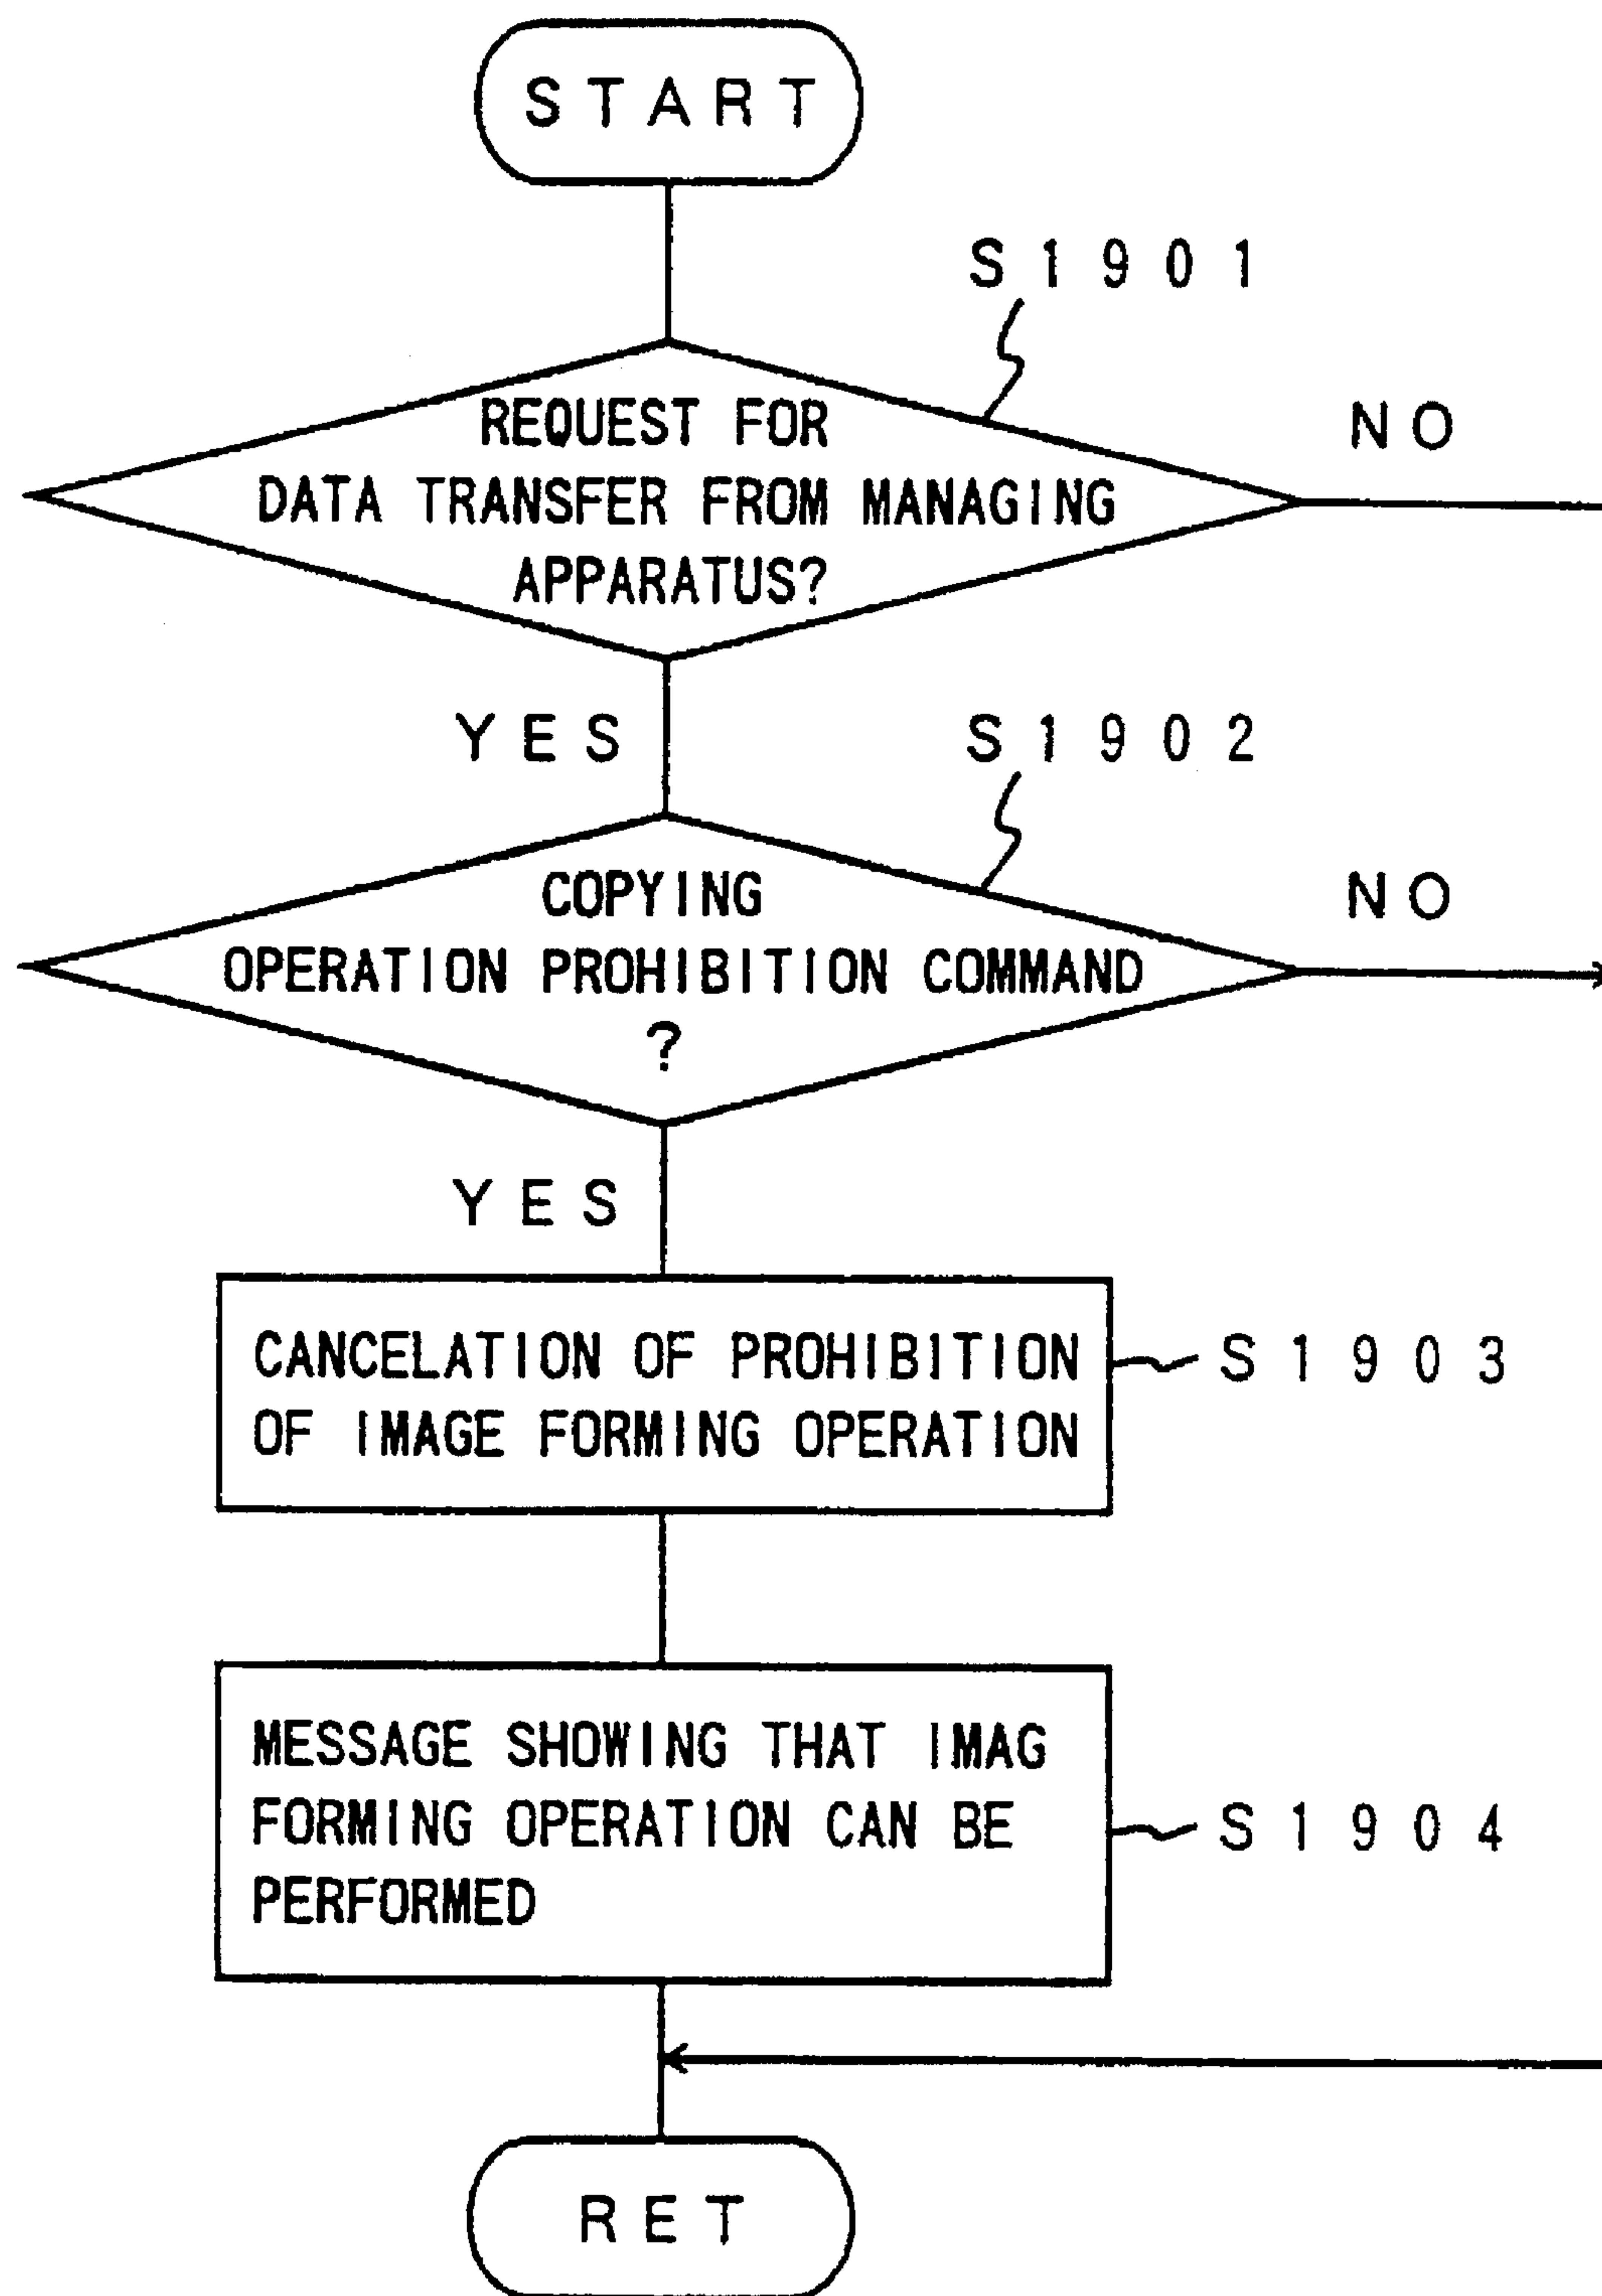 START
S1901
REQUEST FOR
NO
DATA TRANSFER FROM MANAGING
APPARATUS?
YES
S1902
COPYING
NO
OPERATION PROHIBITION COMMAND
?
YES
CANCELATION OF PROHIBITION
S1903
OF IMAGE FORMING OPERATION
MESSAGE SHOWING THAT IMAG
FORMING OPERATION CAN BE
S1904
PERFORMED
RET